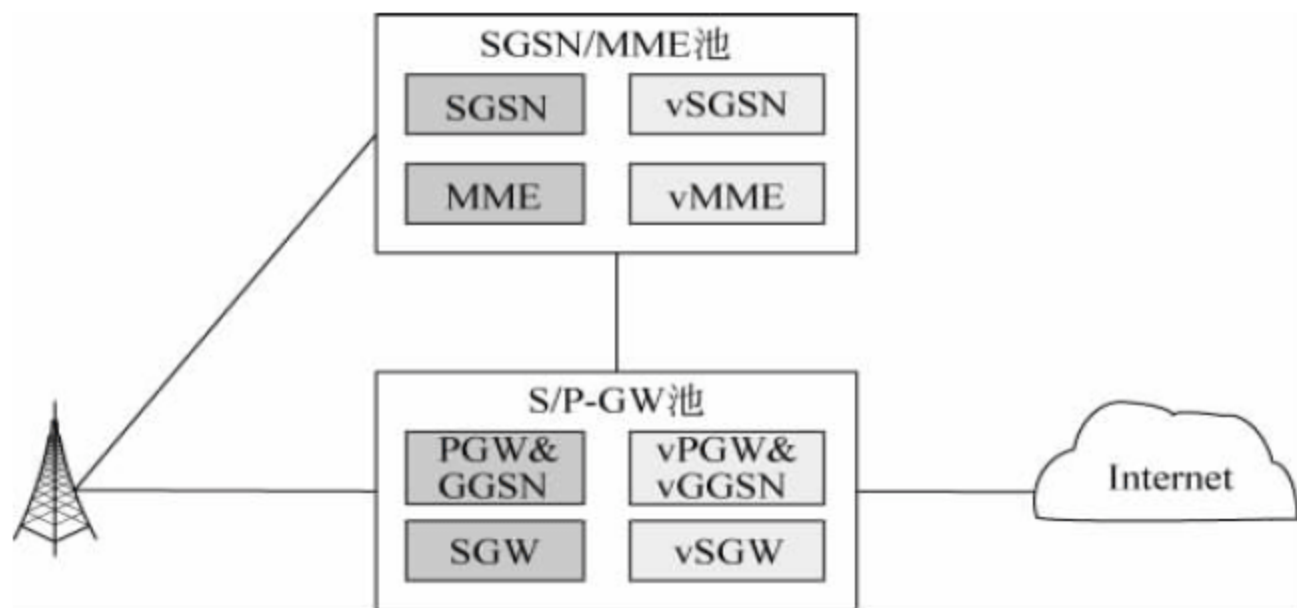 SGSN/MME池
SGSN
vSGSN
MME
vMME
S/P-GW池
PGW&
GGSN
vPGW&
vGGSN
SGW
vSGW
Internet